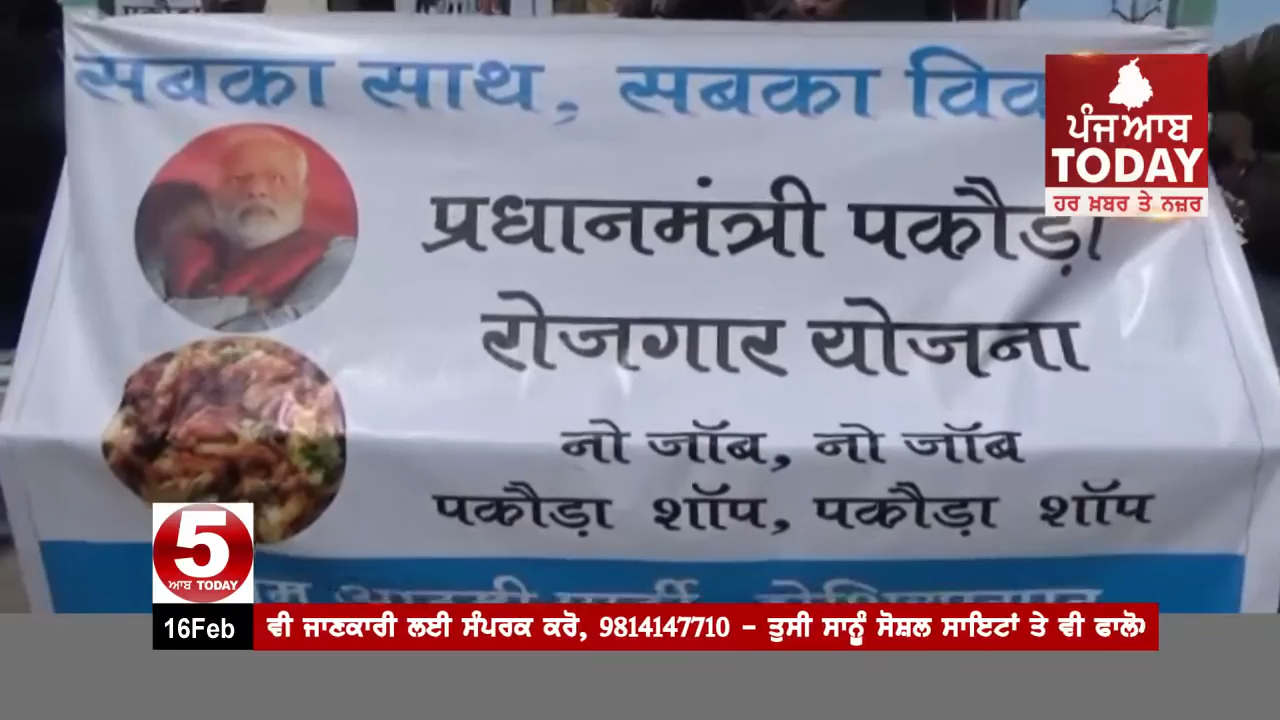 सबका साथ, सबका
प्रधानमंत्री पकौड़ा
रोजगार योजना
नो जॉब, नो जॉब
पकौड़ा शॉप, पकौड़ा शॉप
ਪੰਜਆਬ
TODAY
ਹਰ ਖ਼ਬਰ ਤੇ ਨਜ਼ਰ
5
ਆਬ TODAY
16Feb
ਵੀ ਜਾਣਕਾਰੀ ਲਈ ਸੰਪਰਕ ਕਰੋ, 9814147710 - ਤੁਸੀ ਸਾਨੂੰ ਸੋਸ਼ਲ ਸਾਇਟਾਂ ਤੇ ਵੀ